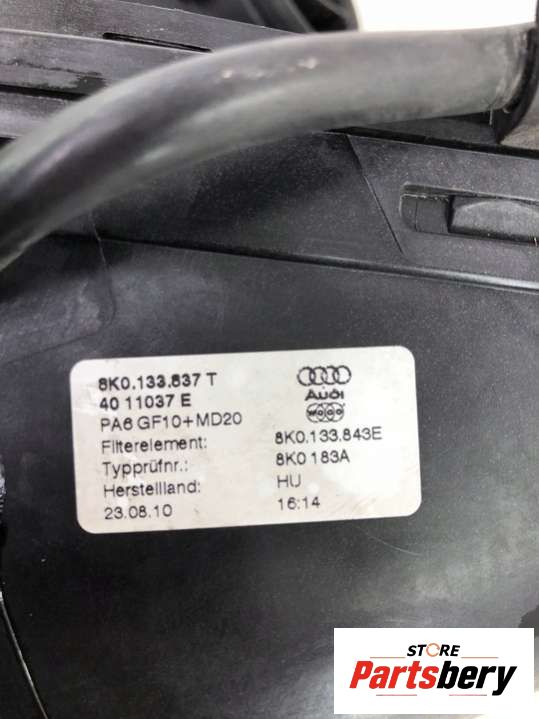 8K0.133.837 T
40 11037 E
PA6 GF10+MD20
Audi
Filterelement: 8K0.133.843E
Typprüfnr.: 8K0 183A
Herstellland: HU
23.08.10 16:14
STORE
Partsbery